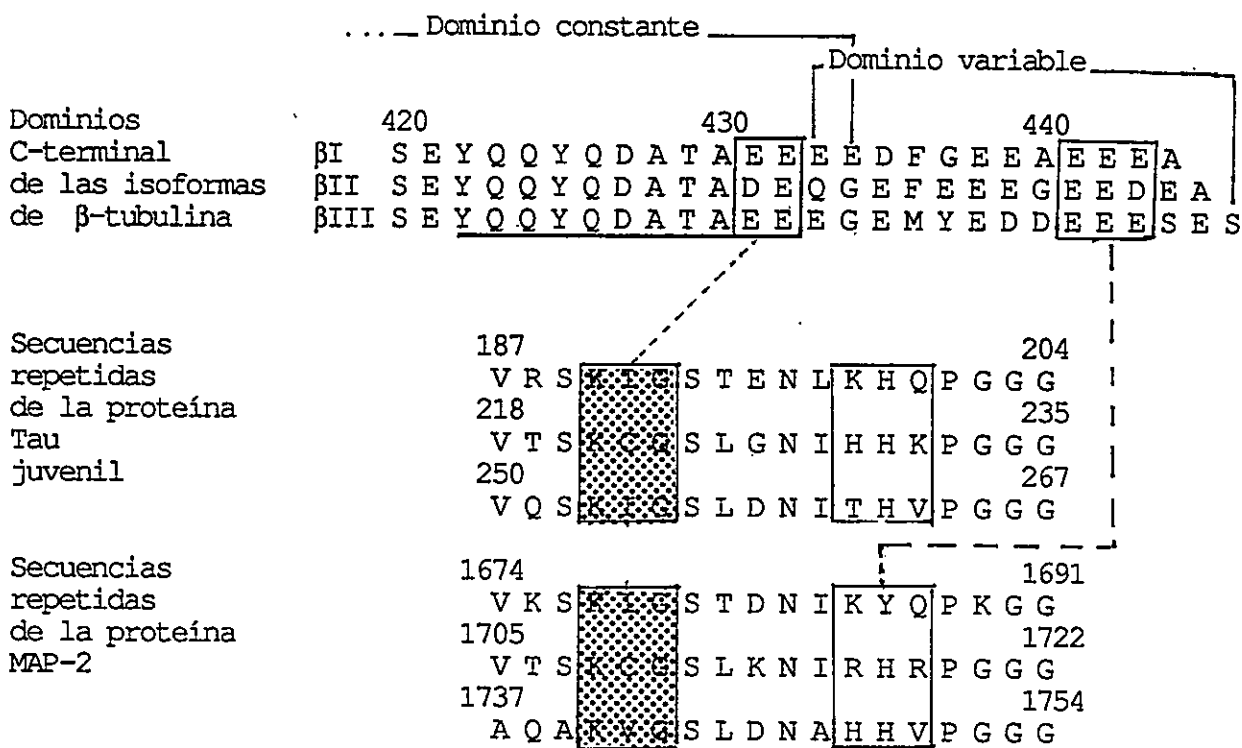 ... Dominio constante
Dominio variable
Dominios 420 430 440
C-terminal βI S E Y Q Q Y Q D A T A E E E E D F G E E A E E E A
de las isoformas βII S E Y Q Q Y Q D A T A D E Q G E F E E E G E E D E A
de β-tubulina βIII S E Y Q Q Y Q D A T A E E E G E M Y E D D E E E S E S
Secuencias 187 204
repetidas V R S K I G S T E N L K H Q P G G G
de la proteína 218 235
Tau V T S K C G S L G N I H H K P G G G
juvenil 250 267
V Q S K I G S L D N I T H V P G G G
Secuencias 1674 1691
repetidas V K S K I G S T D N I K Y Q P K G G
de la proteína 1705 1722
MAP-2 V T S K C G S L K N I R H R P G G G
1737 1754
A Q A K V G S L D N A H H V P G G G